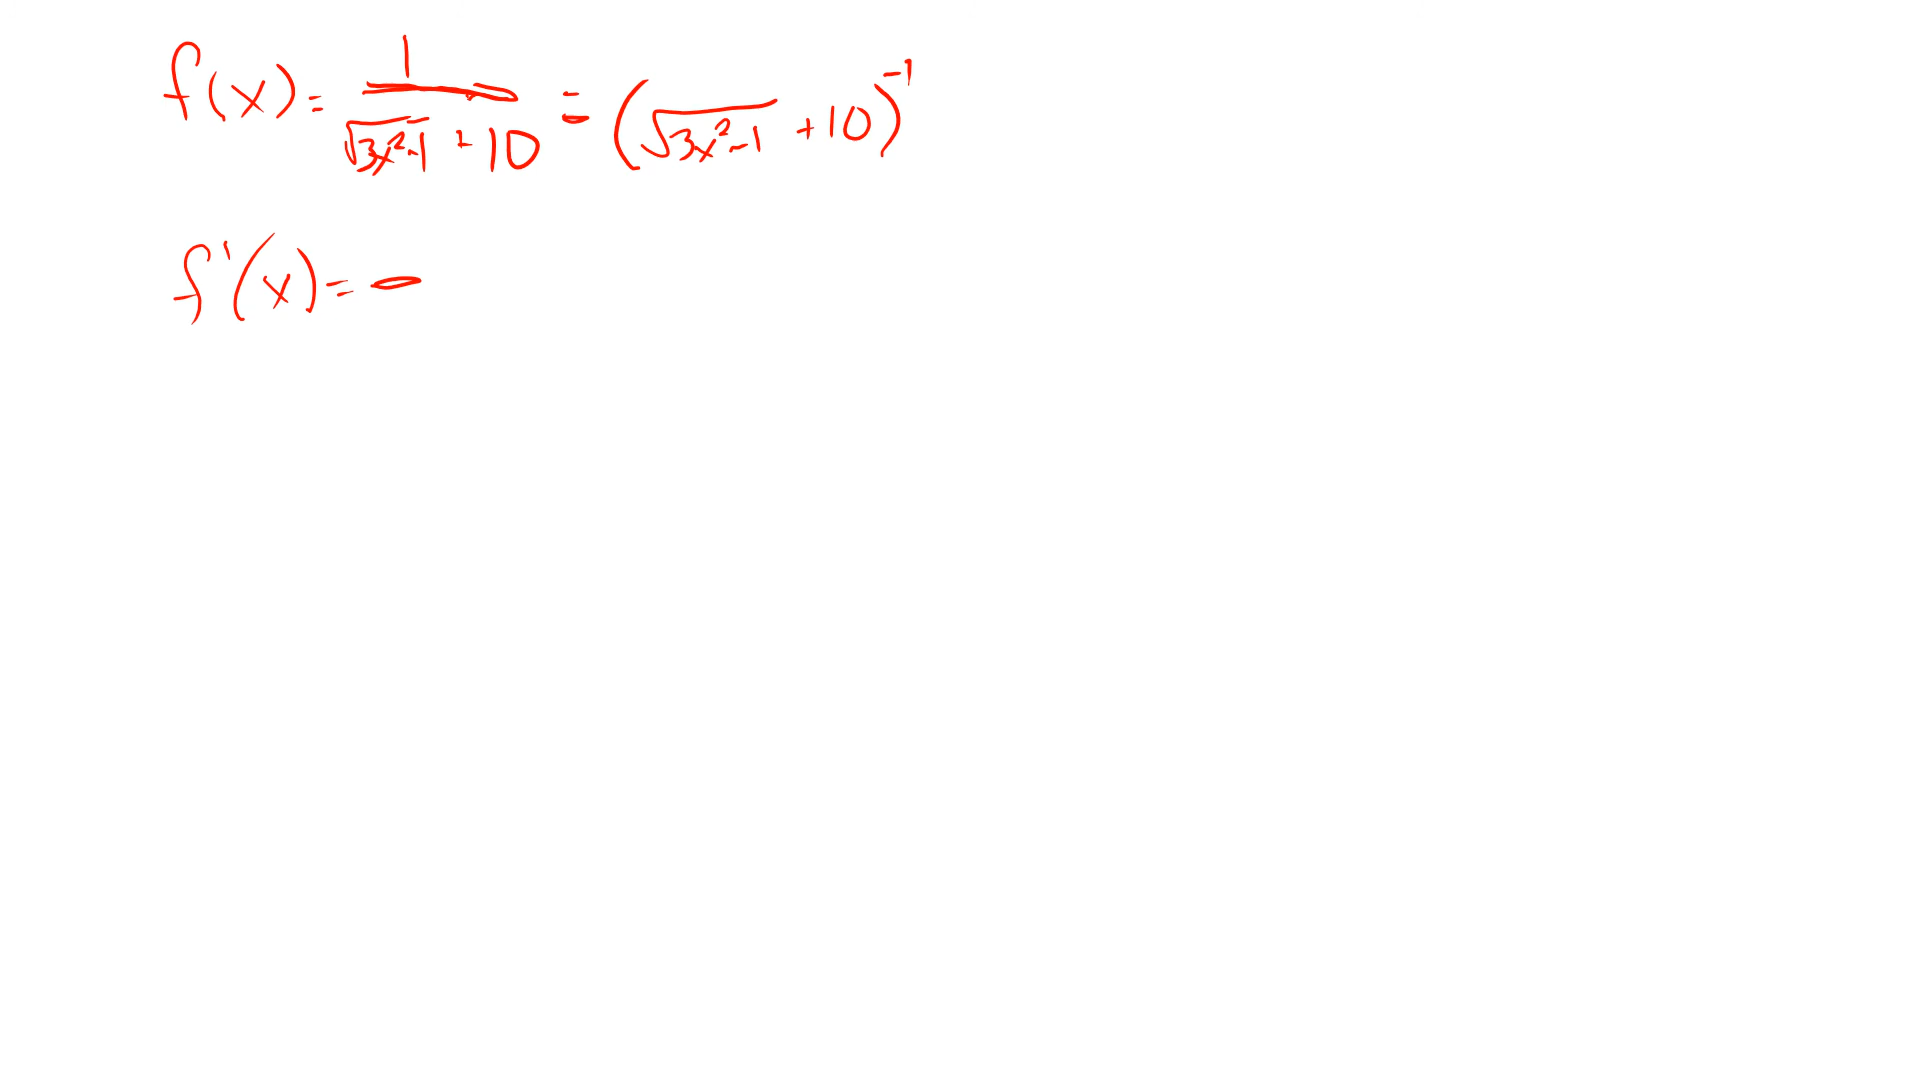 f(x) = 1/(√(3x²-1) + 10) = (√(3x²-1) + 10)⁻¹
f'(x) = -